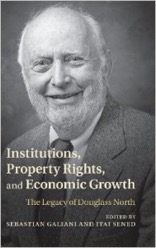 Institutions,
Property Rights,
and Economic Growth
The Legacy of Douglass North
EDITED BY
SEBASTIAN GALIANI AND ITAI SENED